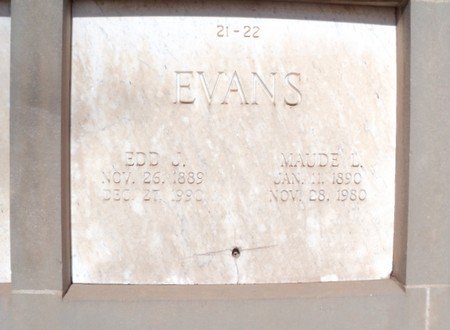 21-22
EVANS
EDD J.
NOV. 26, 1889
DEC. 27, 1990
MAUDE L.
JAN. 11, 1890
NOV. 28, 1980